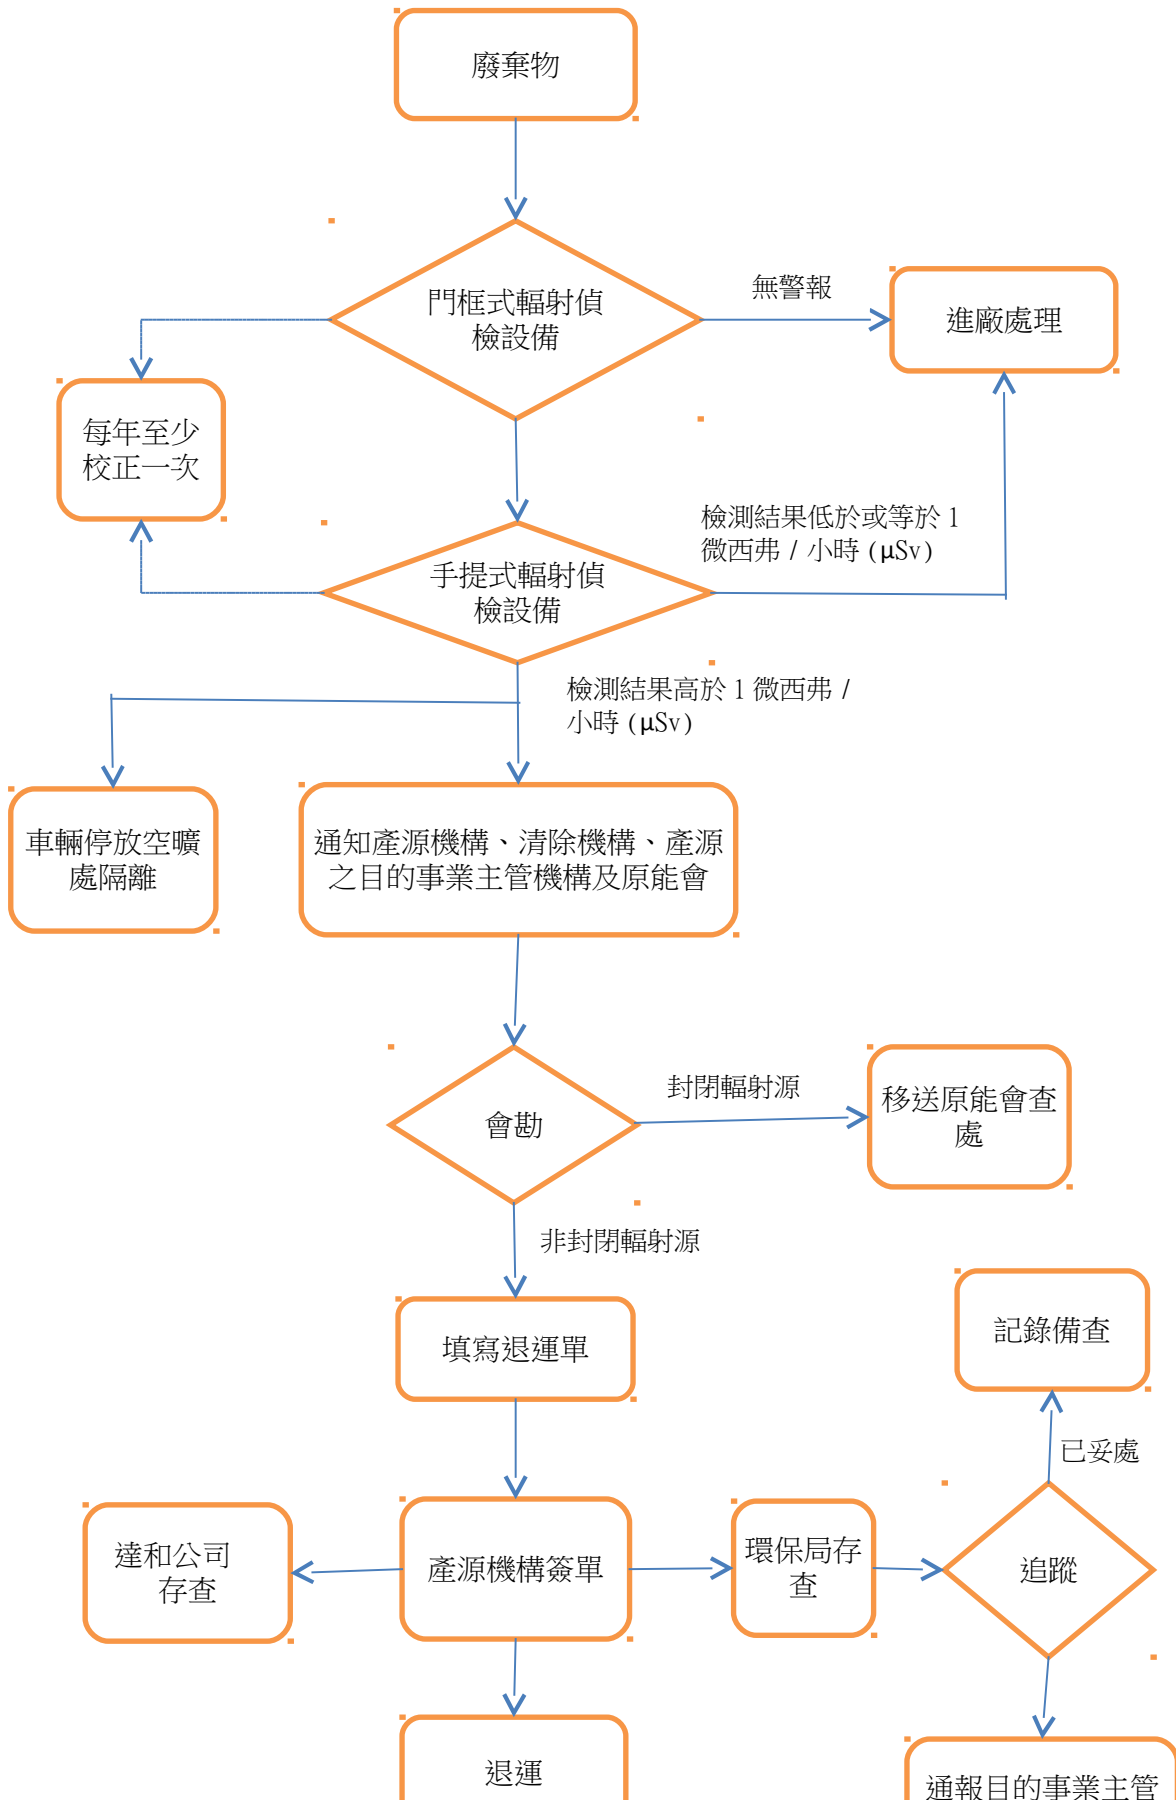 廢棄物
門框式輻射偵
檢設備
無警報
進廠處理
每年至少
校正一次
檢測結果低於或等於 1
微西弗 / 小時 (μSv)
手提式輻射偵
檢設備
檢測結果高於 1 微西弗 /
小時 (μSv)
車輛停放空曠
處隔離
通知產源機構、清除機構、產源
之目的事業主管機構及原能會
會勘
封閉輻射源
移送原能會查
處
非封閉輻射源
填寫退運單
記錄備查
已妥處
達和公司
存查
產源機構簽單
環保局存
查
追蹤
退運
通報目的事業主管